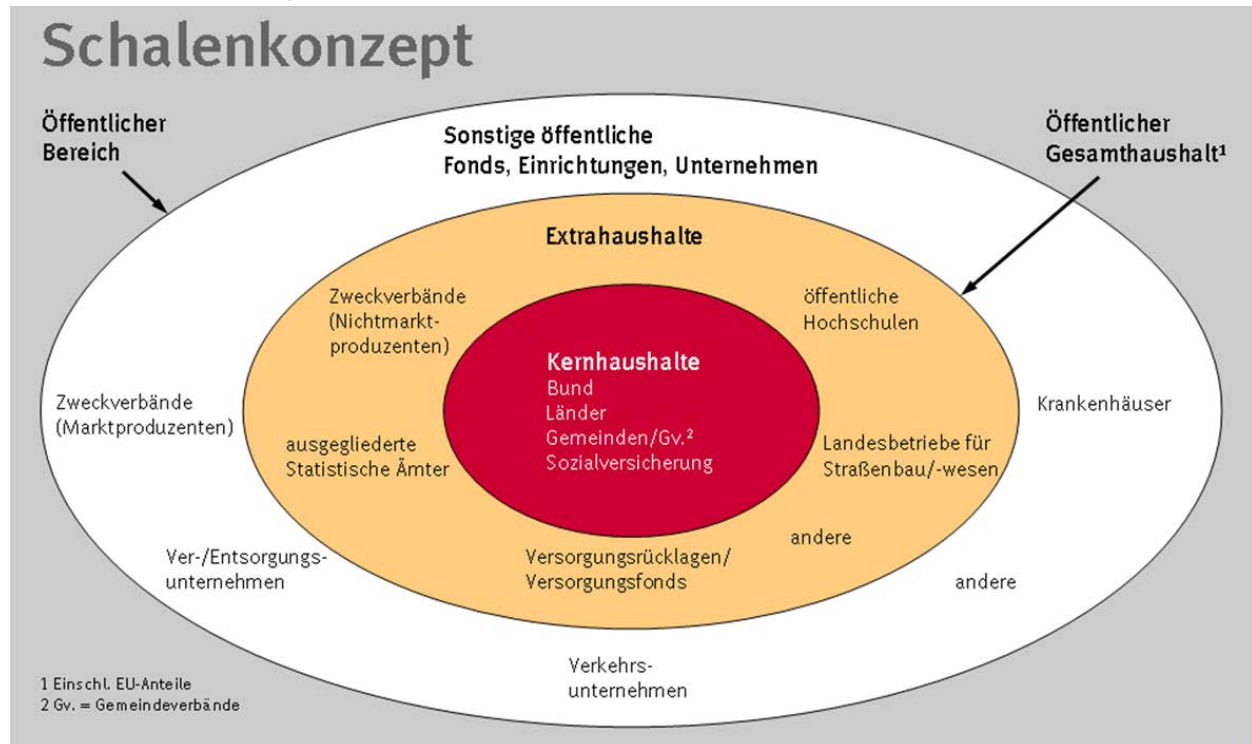 Schalenkonzept
Öffentlicher
Bereich
Sonstige öffentliche
Fonds, Einrichtungen, Unternehmen
Öffentlicher
Gesamthaushalt¹
Extrahaushalte
Zweckverbände
(Nichtmarkt-
produzenten)
öffentliche
Hochschulen
Kernhaushalte
Bund
Länder
Gemeinden/Gv.²
Sozialversicherung
Zweckverbände
(Marktproduzenten)
Krankenhäuser
ausgegliederte
Statistische Ämter
Landesbetriebe für
Straßenbau/-wesen
andere
Ver-/Entsorgungs-
unternehmen
Versorgungsrücklagen/
Versorgungsfonds
andere
Verkehrs-
unternehmen
1 Einschl. EU-Anteile
2 Gv. = Gemeindeverbände